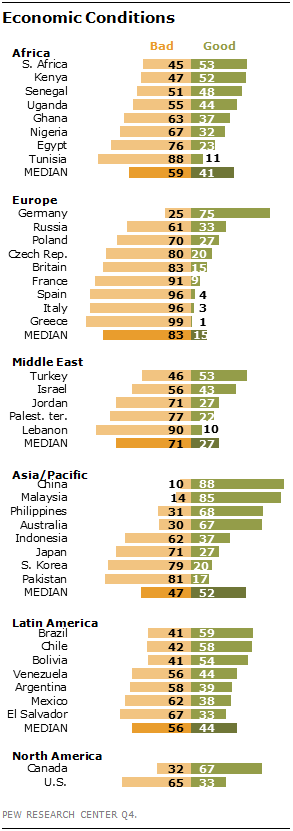 Economic Conditions
Bad Good
Africa
S. Africa 45 53
Kenya 47 52
Senegal 51 48
Uganda 55 44
Ghana 63 37
Nigeria 67 32
Egypt 76 23
Tunisia 88 11
MEDIAN 59 41
Europe
Germany 25 75
Russia 61 33
Poland 70 27
Czech Rep. 80 20
Britain 83 15
France 91 9
Spain 96 4
Italy 96 3
Greece 99 1
MEDIAN 83 15
Middle East
Turkey 46 53
Israel 56 43
Jordan 71 27
Palest. ter. 77 22
Lebanon 90 10
MEDIAN 71 27
Asia/Pacific
China 10 88
Malaysia 14 85
Philippines 31 68
Australia 30 67
Indonesia 62 37
Japan 71 27
S. Korea 79 20
Pakistan 81 17
MEDIAN 47 52
Latin America
Brazil 41 59
Chile 42 58
Bolivia 41 54
Venezuela 56 44
Argentina 58 39
Mexico 62 38
El Salvador 67 33
MEDIAN 56 44
North America
Canada 32 67
U.S. 65 33
PEW RESEARCH CENTER Q4.